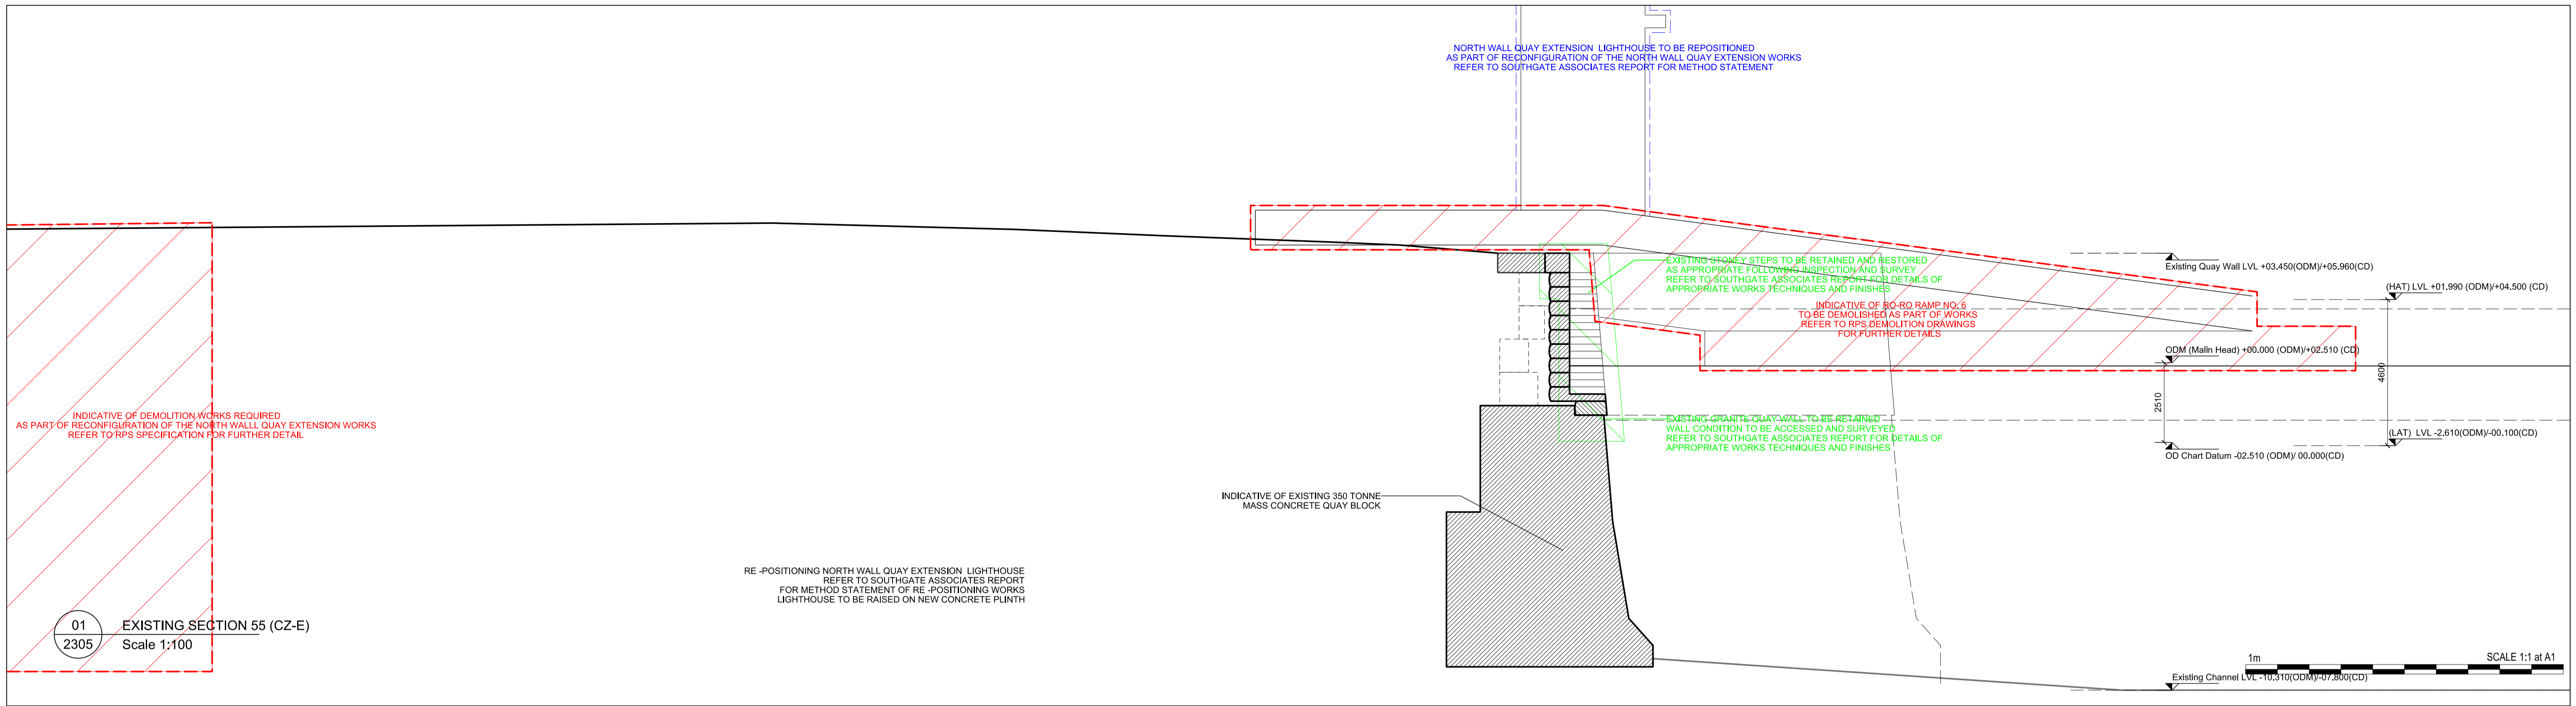 NORTH WALL QUAY EXTENSION LIGHTHOUSE TO BE REPOSITIONED
AS PART OF RECONFIGURATION OF THE NORTH WALL QUAY EXTENSION WORKS
REFER TO SOUTHGATE ASSOCIATES REPORT FOR METHOD STATEMENT
EXISTING STONEY STEPS TO BE RETAINED AND RESTORED
AS APPROPRIATE FOLLOWING INSPECTION AND SURVEY
REFER TO SOUTHGATE ASSOCIATES REPORT FOR DETAILS OF
APPROPRIATE WORKS TECHNIQUES AND FINISHES
INDICATIVE OF RO-RO RAMP NO. 6
TO BE DEMOLISHED AS PART OF WORKS
REFER TO RPS DEMOLITION DRAWINGS
FOR FURTHER DETAILS
Existing Quay Wall LVL +03.450(ODM)/+05.960(CD)
(HAT) LVL +01.990 (ODM)/+04.500 (CD)
ODM (Malin Head) +00.000 (ODM)/+02.510 (CD)
4600
2510
(LAT) LVL -2.610(ODM)/-00.100(CD)
OD Chart Datum -02.510 (ODM)/ 00.000(CD)
INDICATIVE OF DEMOLITION WORKS REQUIRED
AS PART OF RECONFIGURATION OF THE NORTH WALLL QUAY EXTENSION WORKS
REFER TO RPS SPECIFICATION FOR FURTHER DETAIL
EXISTING GRANITE QUAY WALL TO BE RETAINED
WALL CONDITION TO BE ACCESSED AND SURVEYED
REFER TO SOUTHGATE ASSOCIATES REPORT FOR DETAILS OF
APPROPRIATE WORKS TECHNIQUES AND FINISHES
INDICATIVE OF EXISTING 350 TONNE
MASS CONCRETE QUAY BLOCK
RE -POSITIONING NORTH WALL QUAY EXTENSION LIGHTHOUSE
REFER TO SOUTHGATE ASSOCIATES REPORT
FOR METHOD STATEMENT OF RE -POSITIONING WORKS
LIGHTHOUSE TO BE RAISED ON NEW CONCRETE PLINTH
01
2305
EXISTING SECTION 55 (CZ-E)
Scale 1:100
1m
SCALE 1:1 at A1
Existing Channel LVL -10.310(ODM)/-07.800(CD)